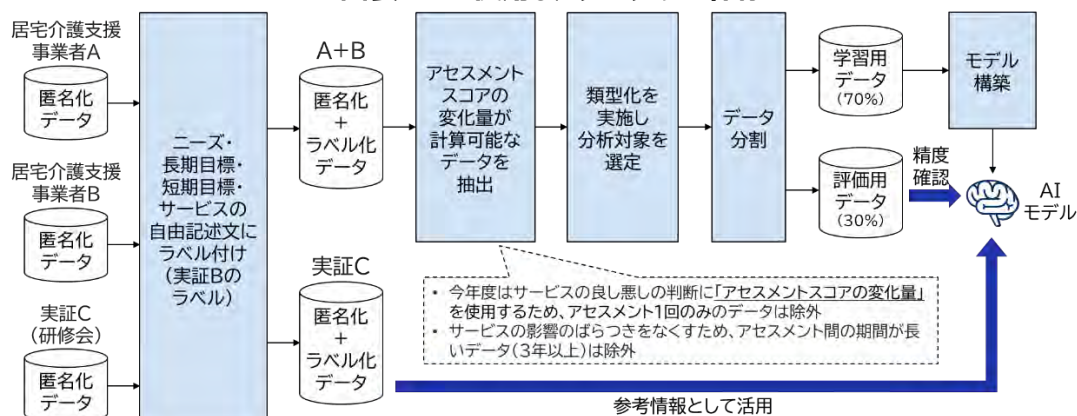 居宅介護支援
事業者A
匿名化
データ
居宅介護支援
事業者B
匿名化
データ
実証C
(研修会)
匿名化
データ
ニーズ・
長期目標・
短期目標・
サービスの
自由記述文に
ラベル付け
(実証Bの
ラベル)
A+B
匿名化
+
ラベル化
データ
実証C
匿名化
+
ラベル化
データ
アセスメント
スコアの
変化量が
計算可能な
データを
抽出
類型化を
実施し
分析対象を
選定
データ
分割
学習用
データ
(70%)
評価用
データ
(30%)
モデル
構築
精度
確認
AI
モデル
• 今年度はサービスの良し悪しの判断に「アセスメントスコアの変化量」
を使用するため、アセスメント1回のみのデータは除外
• サービスの影響のばらつきをなくすため、アセスメント間の期間が長
いデータ(3年以上)は除外
参考情報として活用